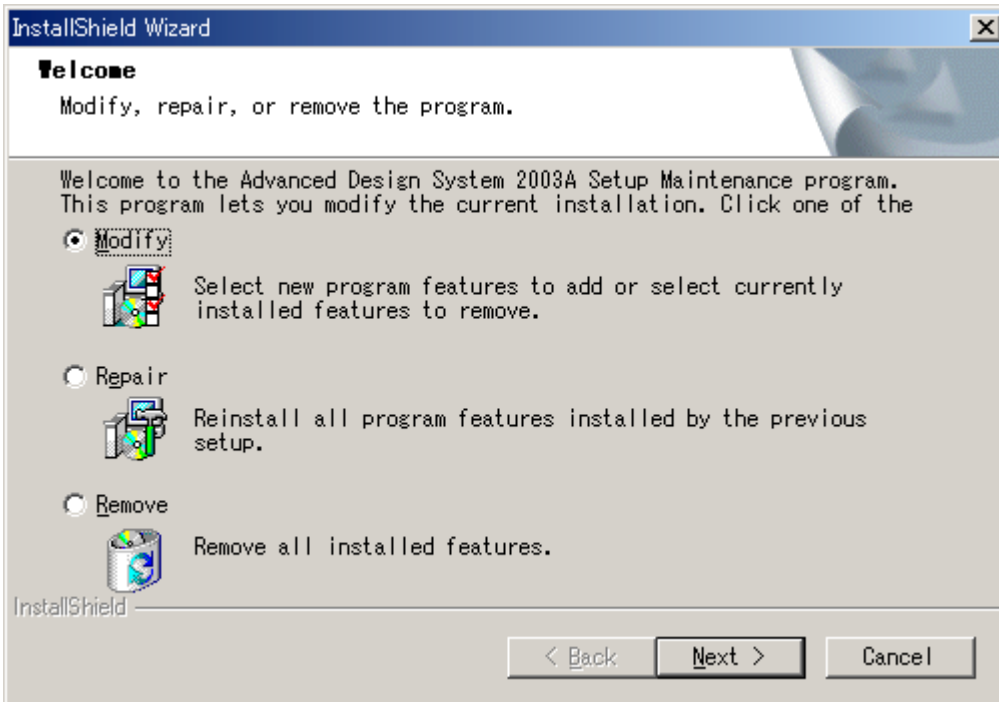 InstallShield Wizard
Welcome
Modify, repair, or remove the program.
Welcome to the Advanced Design System 2003A Setup Maintenance program.
This program lets you modify the current installation. Click one of the
Modify
Select new program features to add or select currently
installed features to remove.
Repair
Reinstall all program features installed by the previous
setup.
Remove
Remove all installed features.
InstallShield
< Back
Next >
Cancel